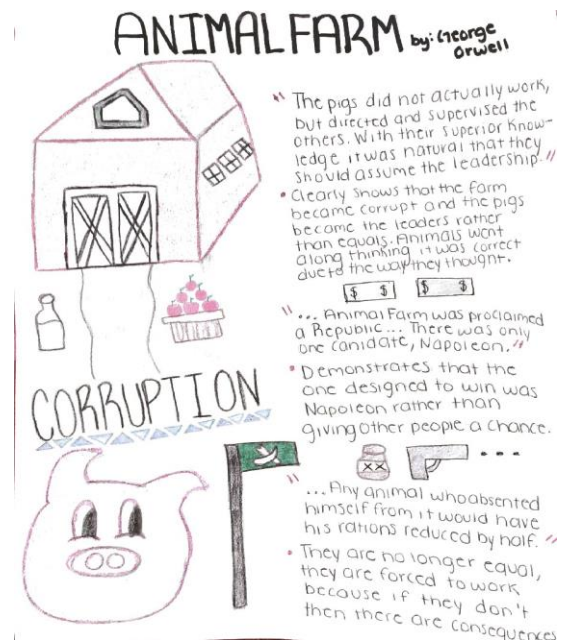 ANIMAL FARM by: George
Orwell
" The pigs did not actually work,
but directed and supervised the
others. With their superior know-
ledge it was natural that they
should assume the leadership."
• Clearly shows that the farm
became corrupt and the pigs
become the leaders rather
than equals. Animals went
along thinking it was correct
due to the way they thought.
$ $ $ $
"... Animal Farm was proclaimed
a Republic... There was only
one canidate, Napoleon."
• Demonstrates that the
one designed to win was
Napoleon rather than
giving other people a chance.
CORRUPTION
XX
"... Any animal who absented
himself from it would have
his rations reduced by half."
• They are no longer equal,
they are forced to work
because if they don't
then there are consequences